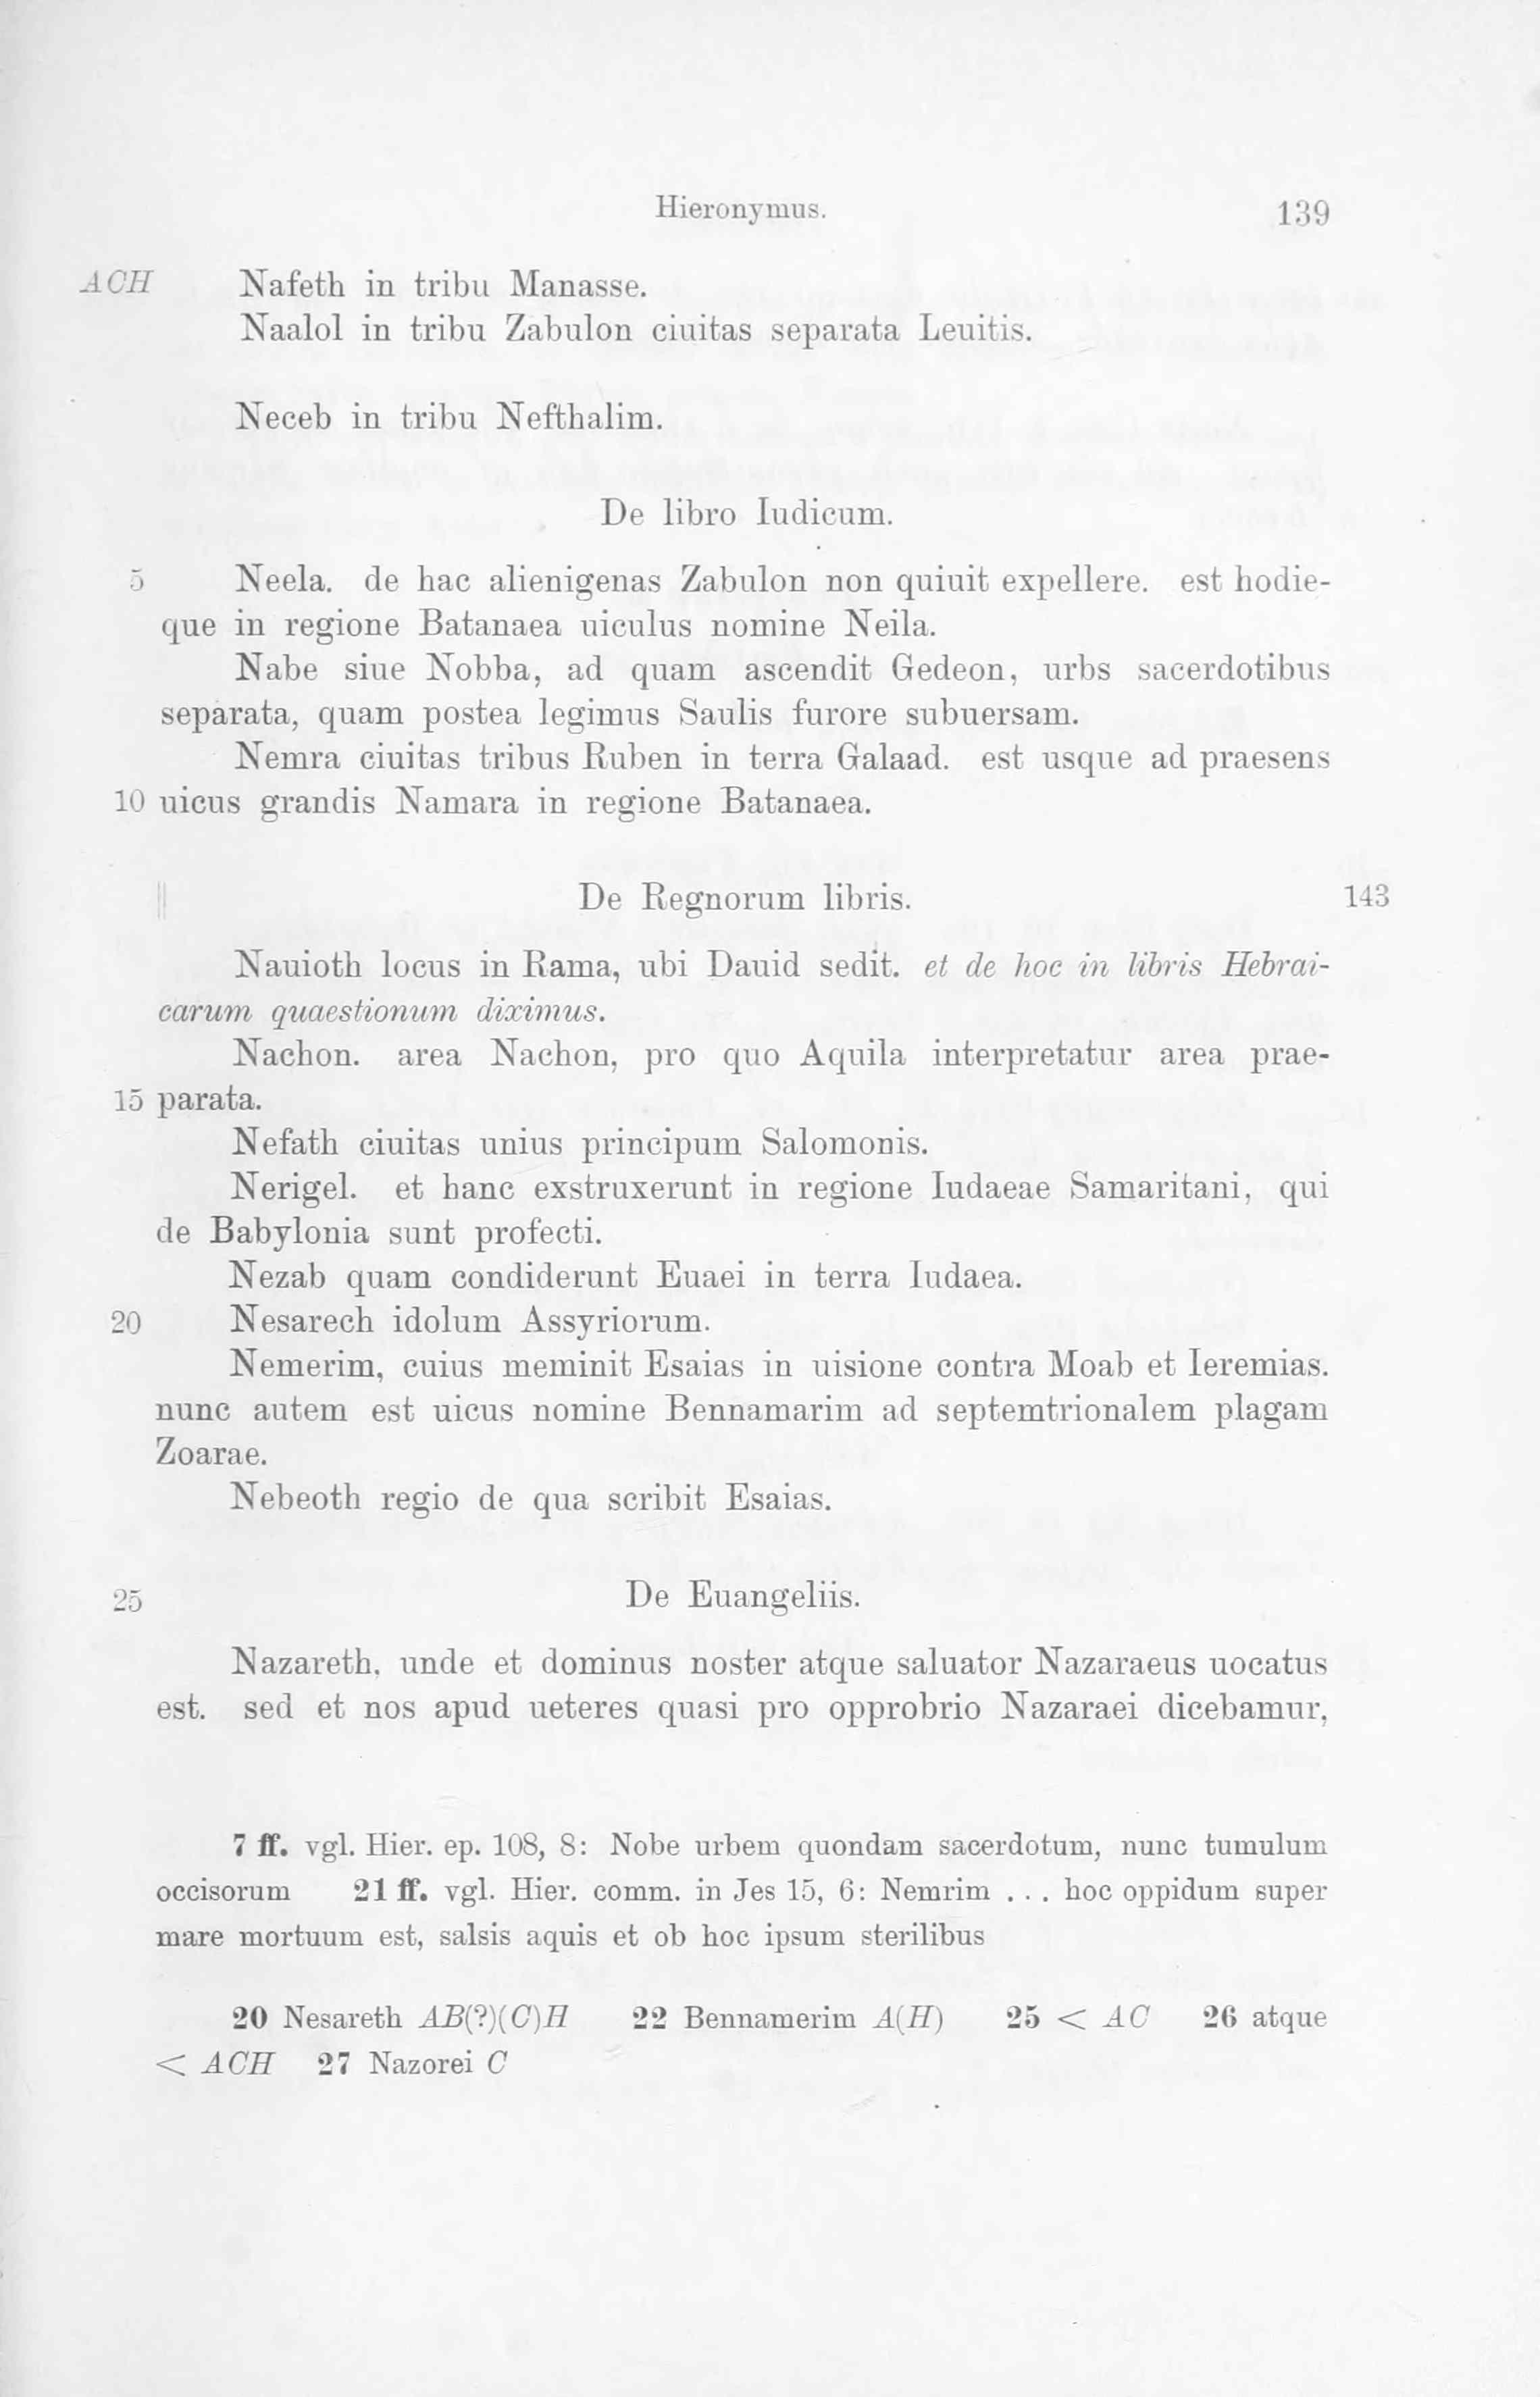 Hieronymus. 139
ACH Nafeth in tribu Manasse.
Naalol in tribu Zabulon ciuitas separata Leuitis.
Neceb in tribu Nefthalim.
De libro Iudicum.
5 Neela. de hac alienigenas Zabulon non quiuit expellere. est hodie-
que in regione Batanaea uiculus nomine Neila.
Nabe siue Nobba, ad quam ascendit Gedeon, urbs sacerdotibus
separata, quam postea legimus Saulis furore subuersam.
Nemra ciuitas tribus Ruben in terra Galaad. est usque ad praesens
10 uicus grandis Namara in regione Batanaea.
|| De Regnorum libris. 143
Nauioth locus in Rama, ubi Dauid sedit. et de hoc in libris Hebrai-
carum quaestionum diximus.
Nachon. area Nachon, pro quo Aquila interpretatur area prae-
15 parata.
Nefath ciuitas unius principum Salomonis.
Nerigel. et hanc exstruxerunt in regione Iudaeae Samaritani, qui
de Babylonia sunt profecti.
Nezab quam condiderunt Euaei in terra Iudaea.
20 Nesarech idolum Assyriorum.
Nemerim, cuius meminit Esaias in uisione contra Moab et Ieremias.
nunc autem est uicus nomine Bennamarim ad septemtrionalem plagam
Zoarae.
Nebeoth regio de qua scribit Esaias.
25 De Euangeliis.
Nazareth, unde et dominus noster atque saluator Nazaraeus uocatus
est. sed et nos apud ueteres quasi pro opprobrio Nazaraei dicebamur,
7 ff. vgl. Hier. ep. 108, 8: Nobe urbem quondam sacerdotum, nunc tumulum
occisorum 21 ff. vgl. Hier. comm. in Jes 15, 6: Nemrim . . . hoc oppidum super
mare mortuum est, salsis aquis et ob hoc ipsum sterilibus
20 Nesareth AB(?)(C)H 22 Bennamerim A(H) 25 < AC 26 atque
< ACH 27 Nazorei C